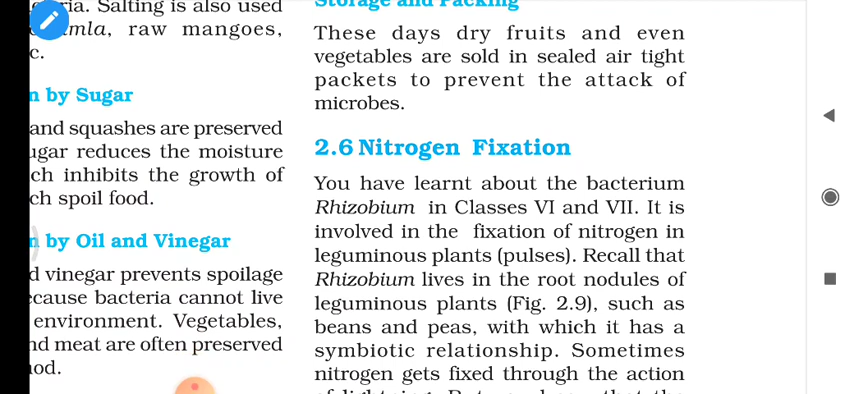 ria. Salting is also used
mla, raw mangoes,
c.
n by Sugar
and squashes are preserved
ugar reduces the moisture
ch inhibits the growth of
ch spoil food.
n by Oil and Vinegar
d vinegar prevents spoilage
ecause bacteria cannot live
environment. Vegetables,
nd meat are often preserved
od.
Storage and Packing
These days dry fruits and even
vegetables are sold in sealed air tight
packets to prevent the attack of
microbes.
2.6 Nitrogen Fixation
You have learnt about the bacterium
Rhizobium in Classes VI and VII. It is
involved in the fixation of nitrogen in
leguminous plants (pulses). Recall that
Rhizobium lives in the root nodules of
leguminous plants (Fig. 2.9), such as
beans and peas, with which it has a
symbiotic relationship. Sometimes
nitrogen gets fixed through the action